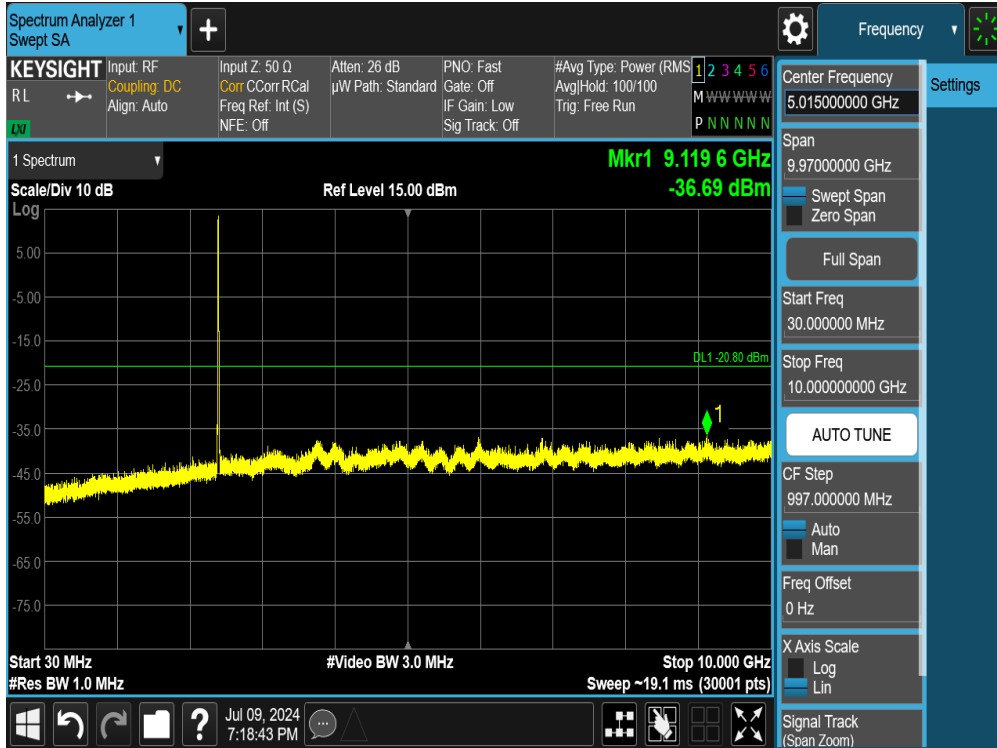 Spectrum Analyzer 1
Swept SA
+
Frequency
KEYSIGHT
R L
LXI
Input: RF
Coupling: DC
Align: Auto
Input Z: 50 Ω
Corr CCorr RCal
Freq Ref: Int (S)
NFE: Off
Atten: 26 dB
µW Path: Standard
PNO: Fast
Gate: Off
IF Gain: Low
Sig Track: Off
#Avg Type: Power (RMS
Avg|Hold: 100/100
Trig: Free Run
1 2 3 4 5 6
M W W W W W
P N N N N N
1 Spectrum
Mkr1 9.119 6 GHz
-36.69 dBm
Scale/Div 10 dB
Ref Level 15.00 dBm
Log
5.00
-5.00
-15.0
DL1 -20.80 dBm
-25.0
1
-35.0
-45.0
-55.0
-65.0
-75.0
Start 30 MHz
#Video BW 3.0 MHz
Stop 10.000 GHz
#Res BW 1.0 MHz
Sweep ~19.1 ms (30001 pts)
Center Frequency
5.015000000 GHz
Span
9.97000000 GHz
Swept Span
Zero Span
Full Span
Start Freq
30.000000 MHz
Stop Freq
10.000000000 GHz
AUTO TUNE
CF Step
997.000000 MHz
Auto
Man
Freq Offset
0 Hz
X Axis Scale
Log
Lin
Signal Track
(Span Zoom)
Settings
?
Jul 09, 2024
7:18:43 PM